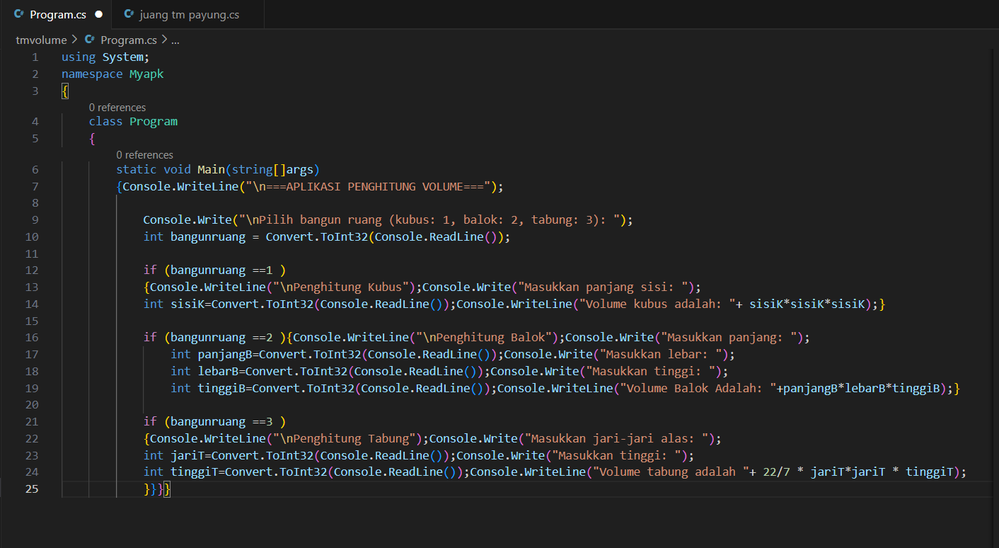 C# Program.cs ● C# juang tm payung.cs
tmvolume > C# Program.cs > ...
1 using System;
2 namespace Myapk
3 {
0 references
4 class Program
5 {
0 references
6 static void Main(string[]args)
7 {Console.WriteLine("\n===APLIKASI PENGHITUNG VOLUME===");
8
9 Console.Write("\nPilih bangun ruang (kubus: 1, balok: 2, tabung: 3): ");
10 int bangunruang = Convert.ToInt32(Console.ReadLine());
11
12 if (bangunruang ==1 )
13 {Console.WriteLine("\nPenghitung Kubus");Console.Write("Masukkan panjang sisi: ");
14 int sisiK=Convert.ToInt32(Console.ReadLine());Console.WriteLine("Volume kubus adalah: "+ sisiK*sisiK*sisiK);}
15
16 if (bangunruang ==2 ){Console.WriteLine("\nPenghitung Balok");Console.Write("Masukkan panjang: ");
17 int panjangB=Convert.ToInt32(Console.ReadLine());Console.Write("Masukkan lebar: ");
18 int lebarB=Convert.ToInt32(Console.ReadLine());Console.Write("Masukkan tinggi: ");
19 int tinggiB=Convert.ToInt32(Console.ReadLine());Console.WriteLine("Volume Balok Adalah: "+panjangB*lebarB*tinggiB);}
20
21 if (bangunruang ==3 )
22 {Console.WriteLine("\nPenghitung Tabung");Console.Write("Masukkan jari-jari alas: ");
23 int jariT=Convert.ToInt32(Console.ReadLine());Console.Write("Masukkan tinggi: ");
24 int tinggiT=Convert.ToInt32(Console.ReadLine());Console.WriteLine("Volume tabung adalah "+ 22/7 * jariT*jariT * tinggiT);
25 }}}}